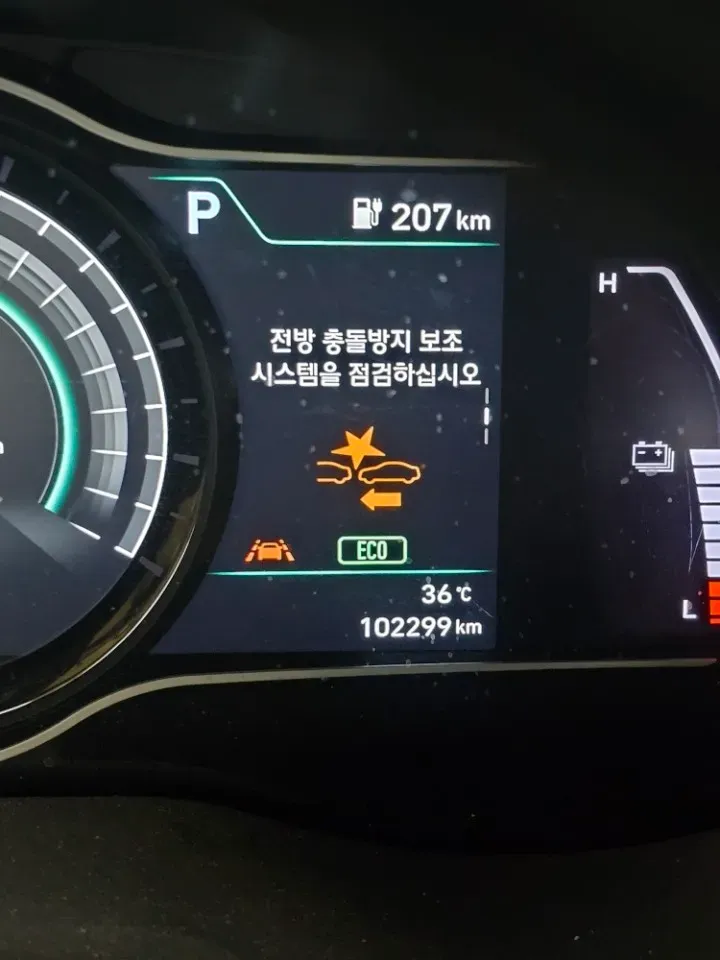 P
207 km
H
전방 충돌방지 보조
시스템을 점검하십시오
ECO
L
36 °C
102299 km